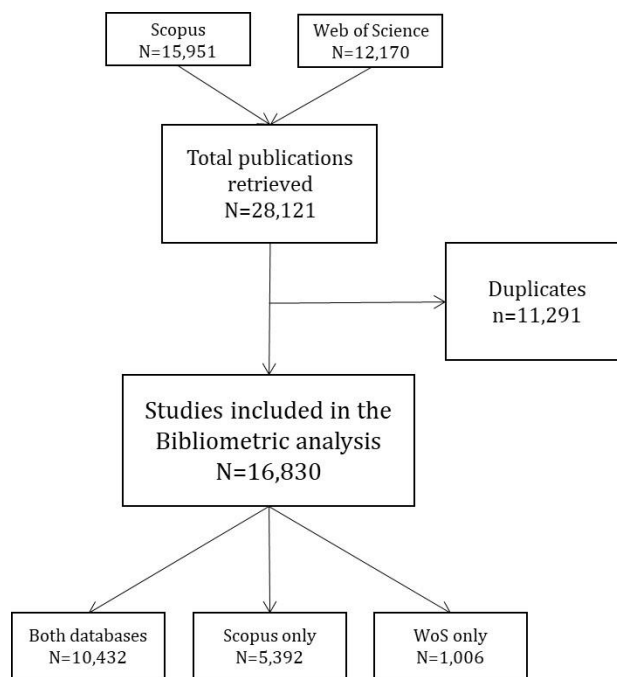 Scopus
N=15,951
Web of Science
N=12,170
Total publications
retrieved
N=28,121
Duplicates
n=11,291
Studies included in the
Bibliometric analysis
N=16,830
Both databases
N=10,432
Scopus only
N=5,392
WoS only
N=1,006